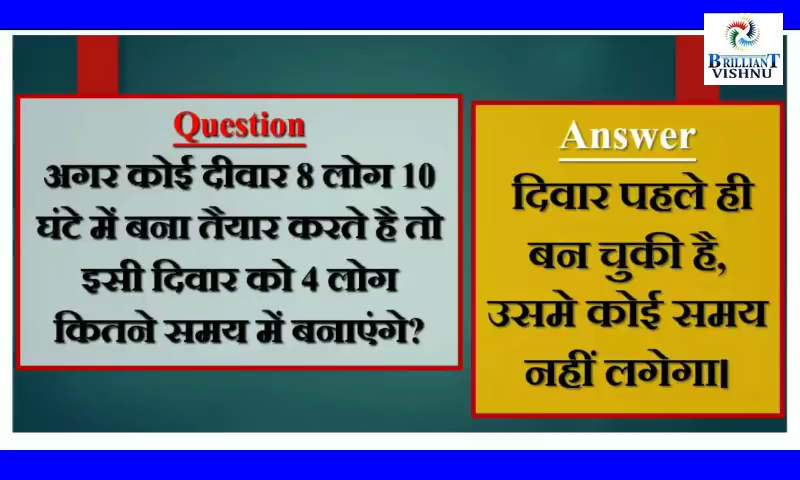 BRILLIANT
VISHNU
Question
अगर कोई दीवार 8 लोग 10
घंटे में बना तैयार करते है तो
इसी दिवार को 4 लोग
कितने समय में बनाएंगे?
Answer
दिवार पहले ही
बन चुकी है,
उसमे कोई समय
नहीं लगेगा।